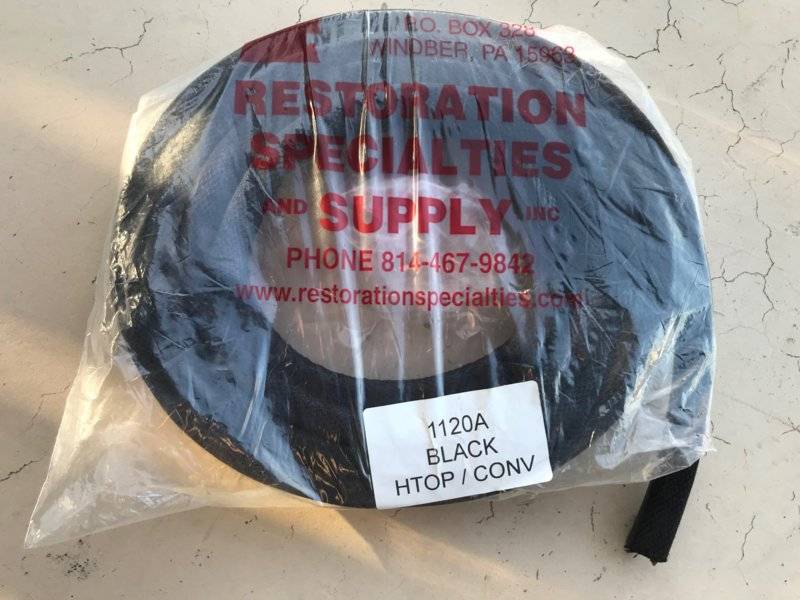 P.O. BOX 328
WINDBER, PA 15963
RESTORATION
SPECIALTIES
AND SUPPLY INC
PHONE 814-467-9842
www.restorationspecialties.com
1120A
BLACK
HTOP / CONV